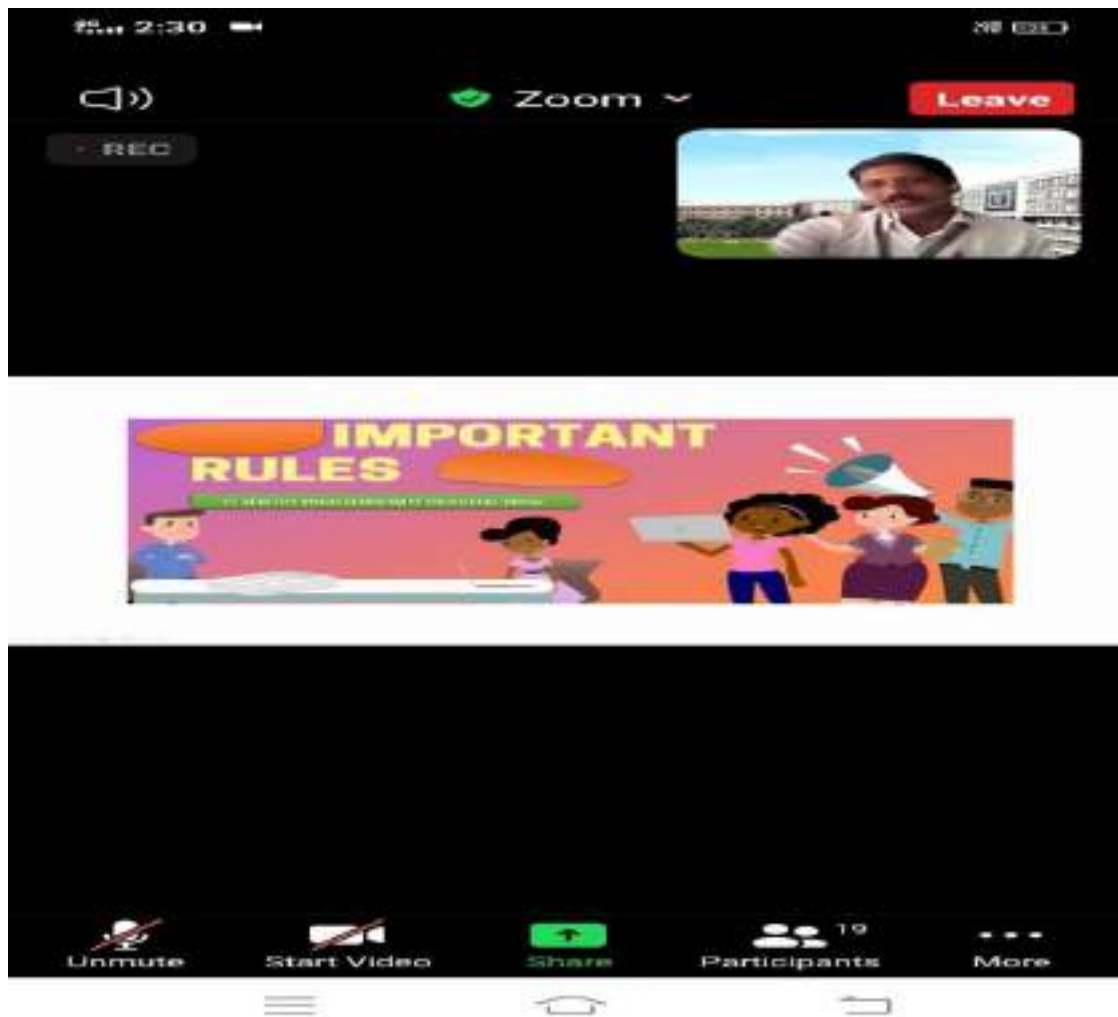 2:30
Zoom
Leave
REC
IMPORTANT
RULES
19
Unmute
Start Video
Share
Participants
More